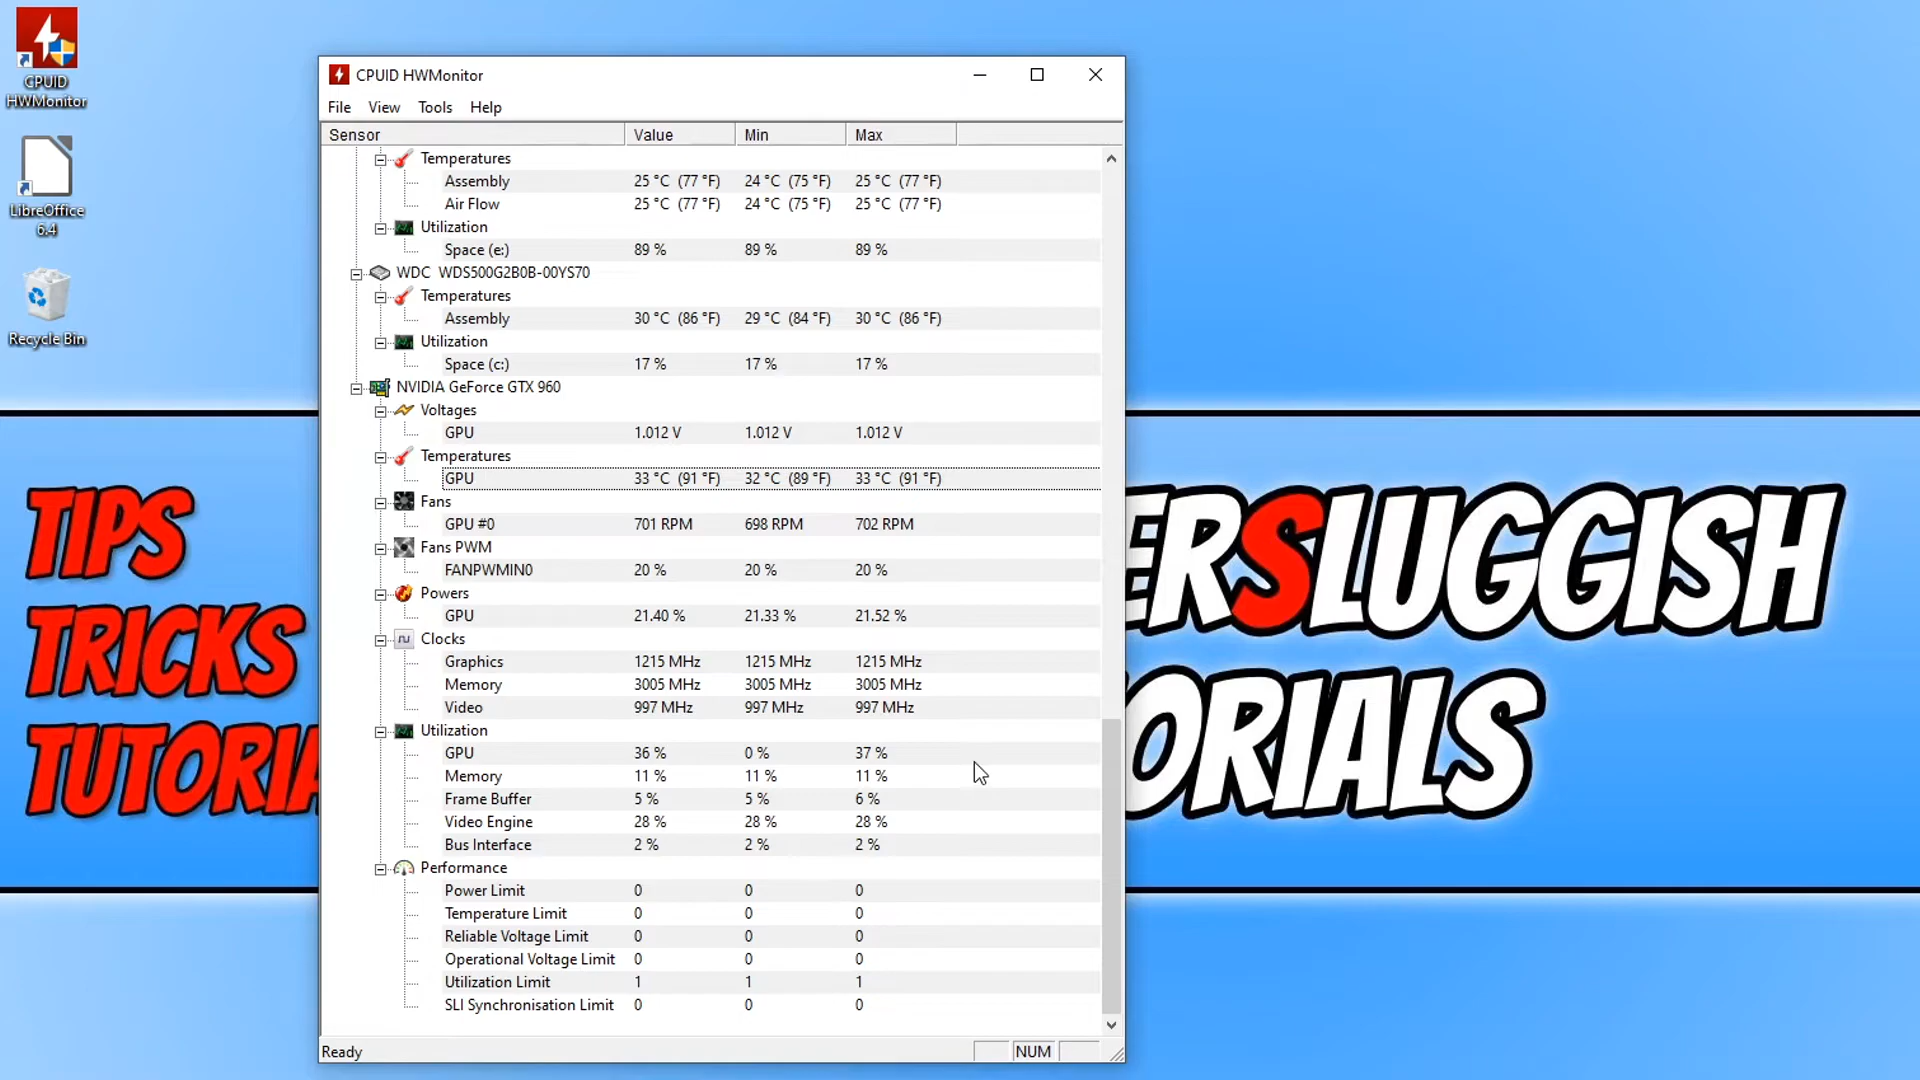 CPUID
HWMonitor
LibreOffice
6.4
Recycle Bin
TIPS
TRICKS
TUTORIA
ERSLUGGISH
ORIALS
CPUID HWMonitor
File View Tools Help
Sensor Value Min Max
Temperatures
Assembly 25 °C (77 °F) 24 °C (75 °F) 25 °C (77 °F)
Air Flow 25 °C (77 °F) 24 °C (75 °F) 25 °C (77 °F)
Utilization
Space (e:) 89 % 89 % 89 %
WDC WDS500G2B0B-00YS70
Temperatures
Assembly 30 °C (86 °F) 29 °C (84 °F) 30 °C (86 °F)
Utilization
Space (c:) 17 % 17 % 17 %
NVIDIA GeForce GTX 960
Voltages
GPU 1.012 V 1.012 V 1.012 V
Temperatures
GPU 33 °C (91 °F) 32 °C (89 °F) 33 °C (91 °F)
Fans
GPU #0 701 RPM 698 RPM 702 RPM
Fans PWM
FANPWMIN0 20 % 20 % 20 %
Powers
GPU 21.40 % 21.33 % 21.52 %
Clocks
Graphics 1215 MHz 1215 MHz 1215 MHz
Memory 3005 MHz 3005 MHz 3005 MHz
Video 997 MHz 997 MHz 997 MHz
Utilization
GPU 36 % 0 % 37 %
Memory 11 % 11 % 11 %
Frame Buffer 5 % 5 % 6 %
Video Engine 28 % 28 % 28 %
Bus Interface 2 % 2 % 2 %
Performance
Power Limit 0 0 0
Temperature Limit 0 0 0
Reliable Voltage Limit 0 0 0
Operational Voltage Limit 0 0 0
Utilization Limit 1 1 1
SLI Synchronisation Limit 0 0 0
Ready NUM